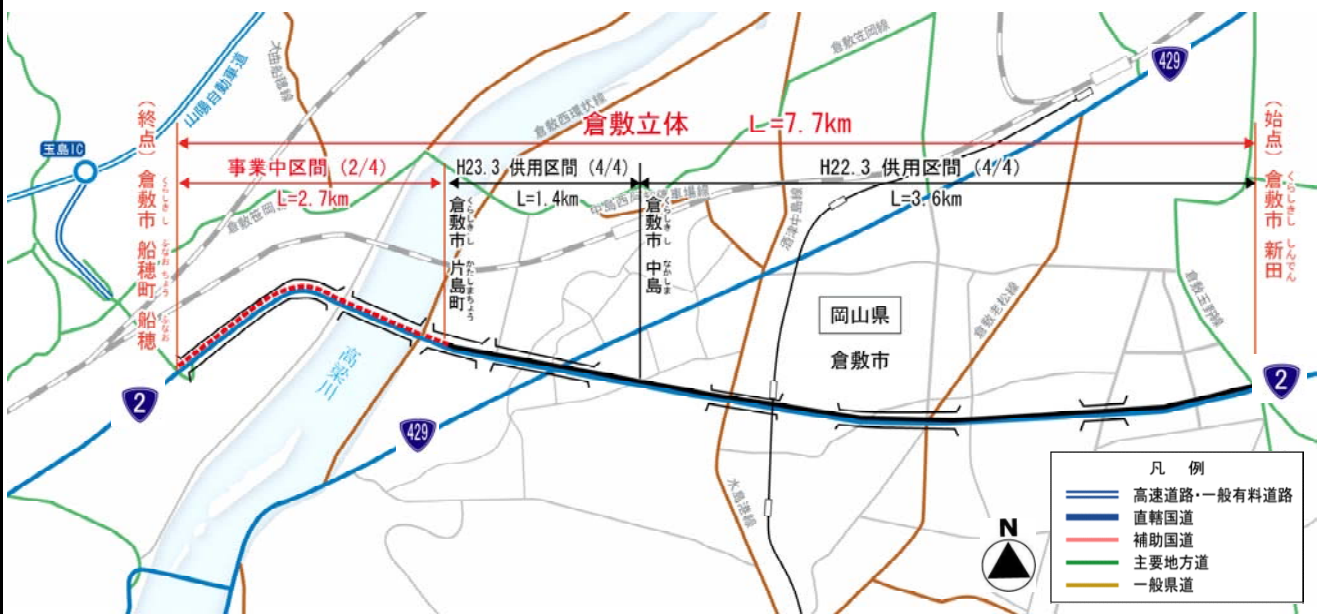 倉敷立体 L=7.7km
事業中区間 (2/4)
L=2.7km
H23.3 供用区間 (4/4)
L=1.4km
H22.3 供用区間 (4/4)
L=3.6km
(終点)倉敷市 船穂町 船穂
くらしきし ふなおちょう ふなお
倉敷市 片島町
くらしきし かたしまちょう
倉敷市 中島
くらしきし なかしま
(始点)倉敷市 新田
くらしきし しんでん
玉島IC
山陽自動車道
倉敷西環状線
倉敷笠岡線
倉敷笠岡
酒津中島線
倉敷老松線
倉敷玉野線
水島港線
高梁川
岡山県
倉敷市
2
2
429
429
N
凡 例
高速道路・一般有料道路
直轄国道
補助国道
主要地方道
一般県道